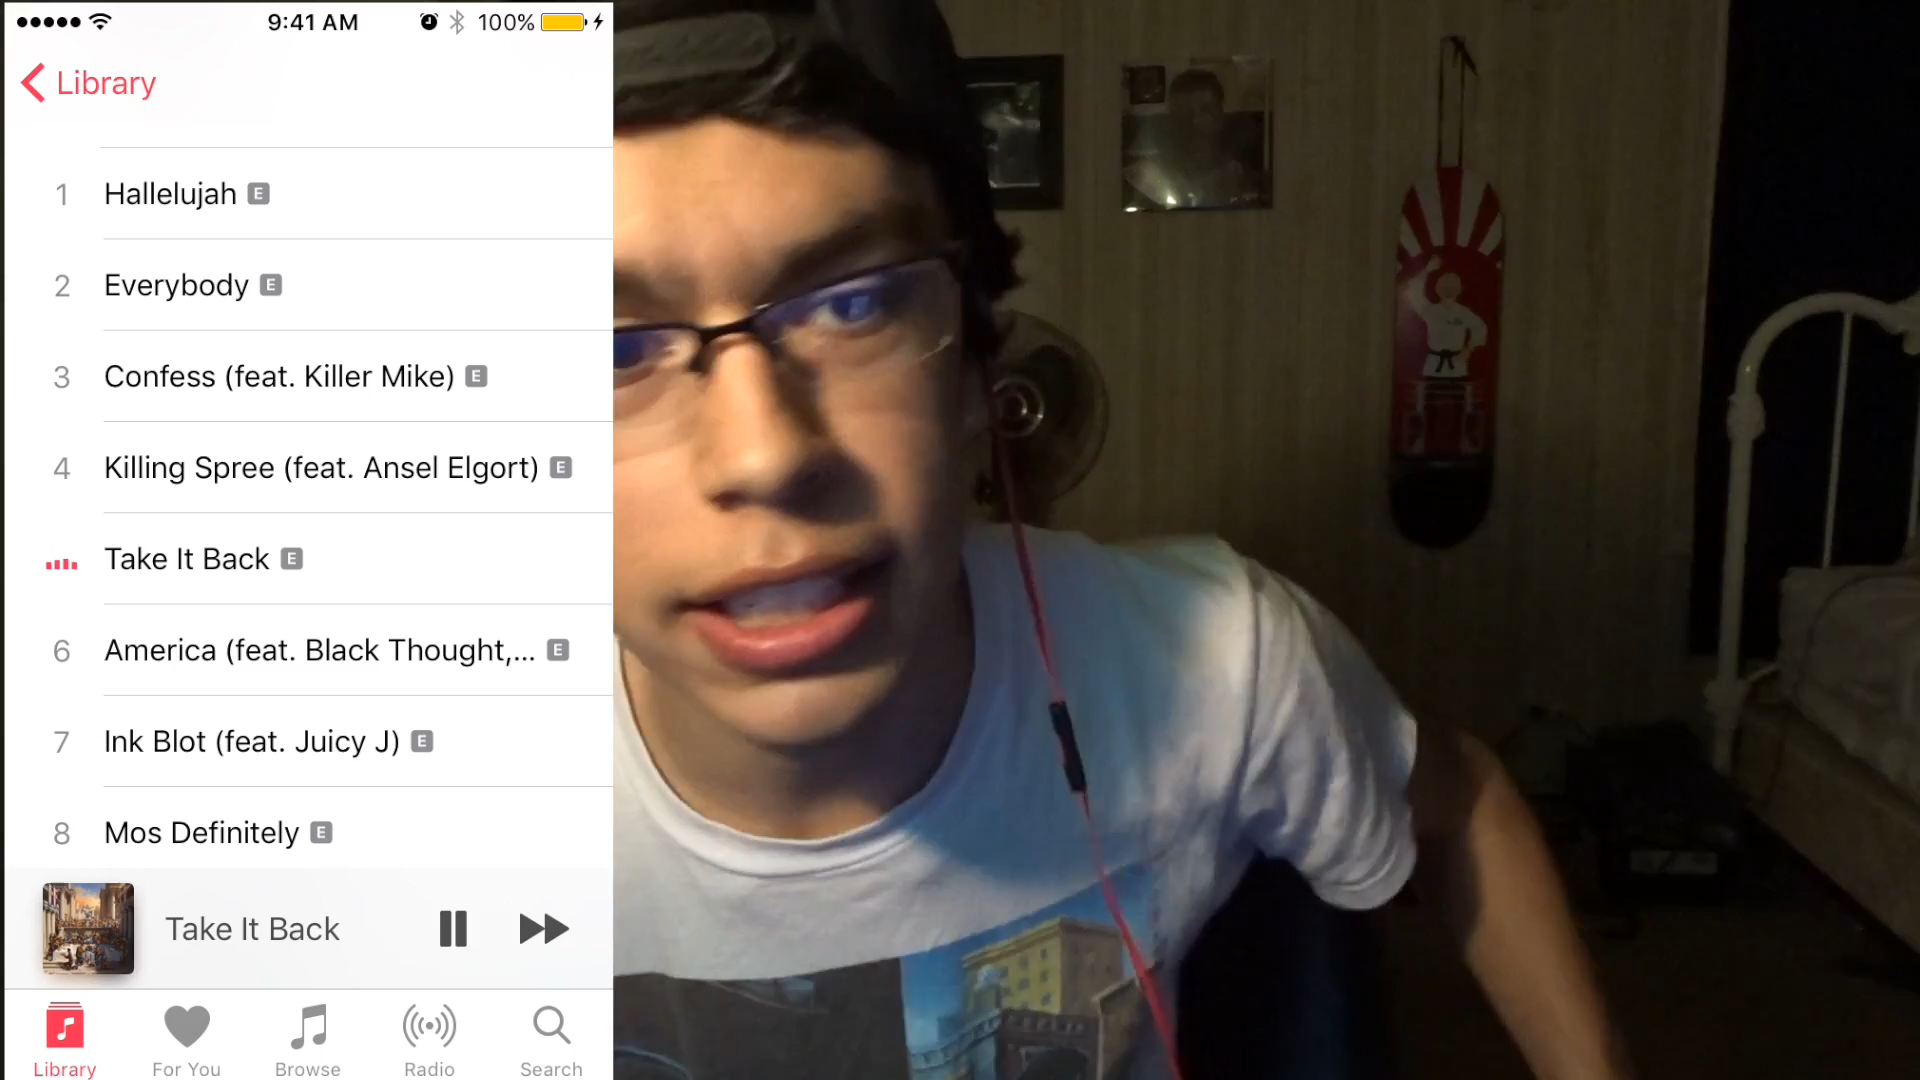 9:41 AM 100%
Library
1 Hallelujah E
2 Everybody E
3 Confess (feat. Killer Mike) E
4 Killing Spree (feat. Ansel Elgort) E
Take It Back E
6 America (feat. Black Thought,... E
7 Ink Blot (feat. Juicy J) E
8 Mos Definitely E
Take It Back
Library For You Browse Radio Search